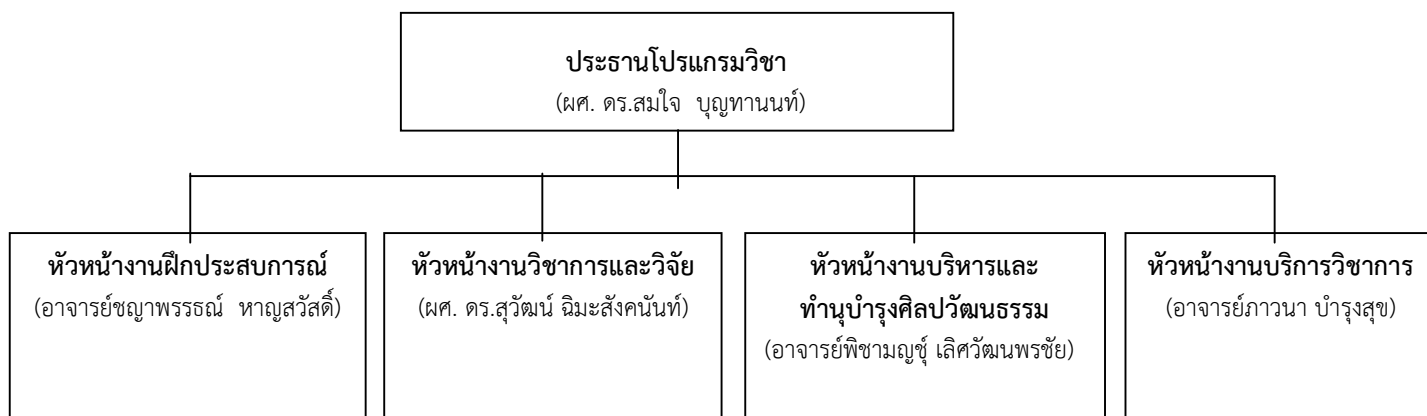 ประธานโปรแกรมวิชา
(ผศ. ดร.สมใจ บุญทานนท์)
หัวหน้างานฝึกประสบการณ์
(อาจารย์ชญาพรรธณ์ หาญสวัสดิ์)
หัวหน้างานวิชาการและวิจัย
(ผศ. ดร.สุวัฒน์ ฉิมะสังคนันท์)
หัวหน้างานบริหารและ
ทำนุบำรุงศิลปวัฒนธรรม
(อาจารย์พิชามญชุ์ เลิศวัฒนพรชัย)
หัวหน้างานบริการวิชาการ
(อาจารย์ภาวนา บำรุงสุข)